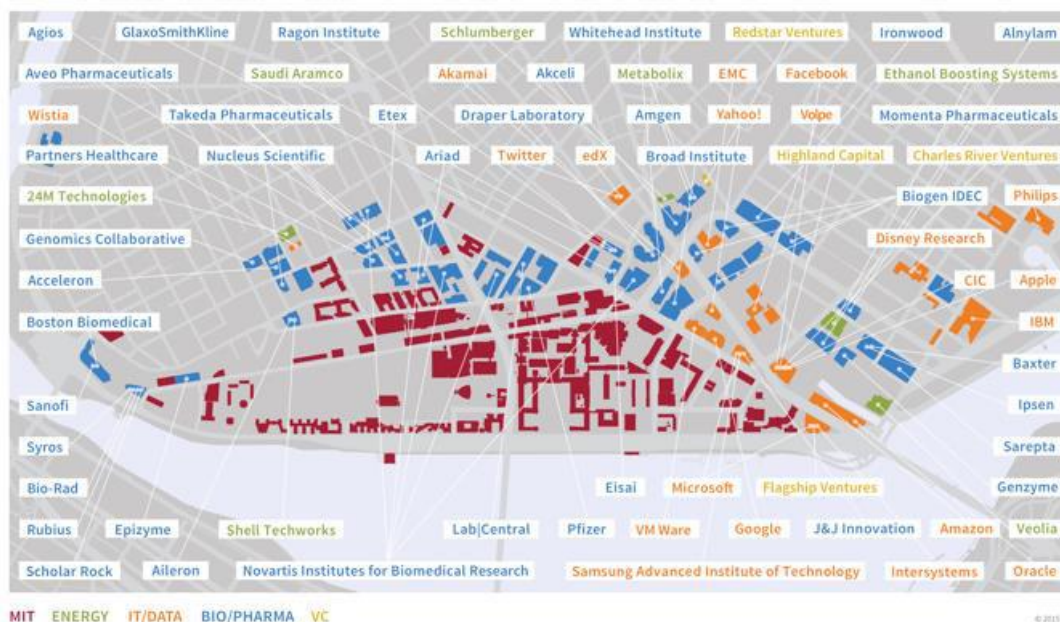 Agios GlaxoSmithKline Ragon Institute Schlumberger Whitehead Institute Redstar Ventures Ironwood Alnylam
Aveo Pharmaceuticals Saudi Aramco Akamai Akceli Metabolix EMC Facebook Ethanol Boosting Systems
Wistia Takeda Pharmaceuticals Etex Draper Laboratory Amgen Yahoo! Volpe Momenta Pharmaceuticals
Partners Healthcare Nucleus Scientific Ariad Twitter edX Broad Institute Highland Capital Charles River Ventures
24M Technologies Biogen IDEC Philips
Genomics Collaborative Disney Research
Acceleron CIC Apple
Boston Biomedical IBM
Baxter
Sanofi Ipsen
Syros Sarepta
Bio-Rad Eisai Microsoft Flagship Ventures Genzyme
Rubius Epizyme Shell Techworks Lab|Central Pfizer VM Ware Google J&J Innovation Amazon Veolia
Scholar Rock Aileron Novartis Institutes for Biomedical Research Samsung Advanced Institute of Technology Intersystems Oracle
MIT ENERGY IT/DATA BIO/PHARMA VC
© 2015